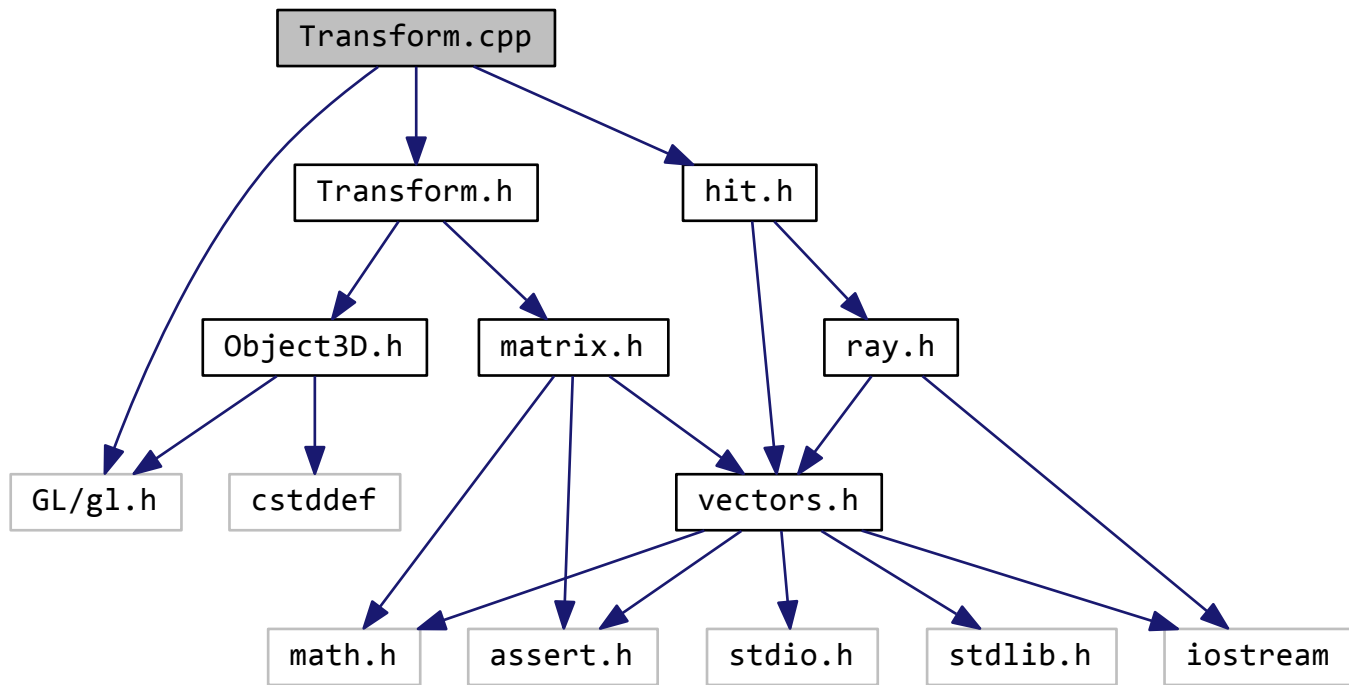 Transform.cpp
Transform.h
hit.h
Object3D.h
matrix.h
ray.h
GL/gl.h
cstddef
vectors.h
math.h
assert.h
stdio.h
stdlib.h
iostream